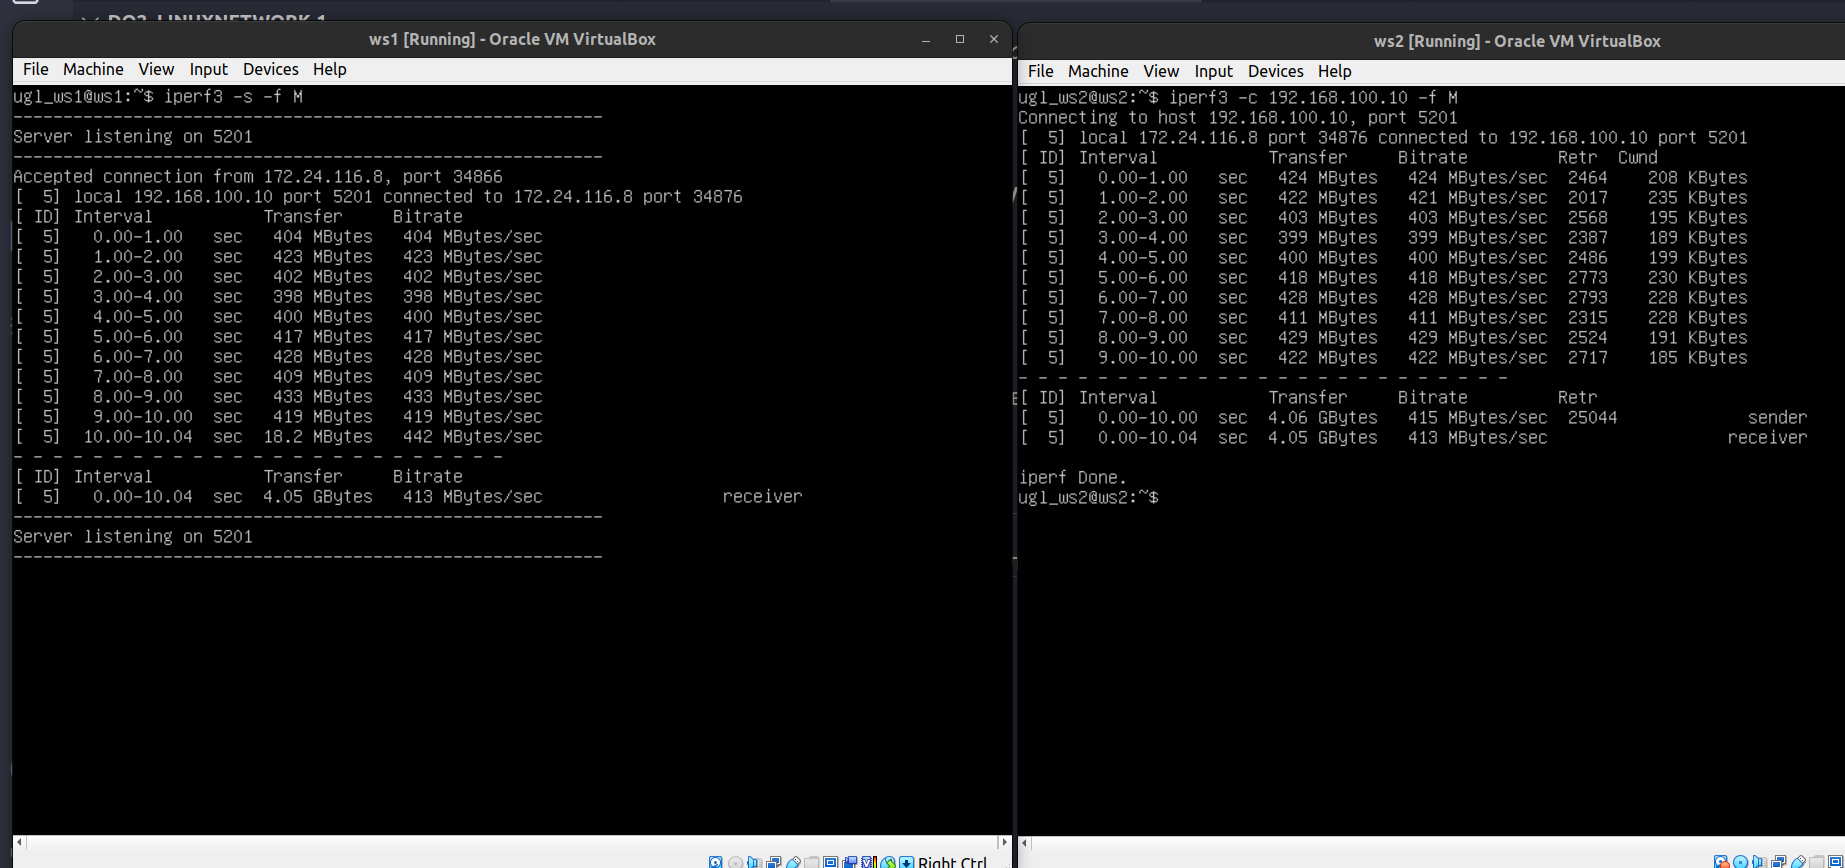 DO2_LINUXNETWORK-1
ws1 [Running] - Oracle VM VirtualBox
File Machine View Input Devices Help
ugl_ws1@ws1:~$ iperf3 -s -f M
-----------------------------------------------------------
Server listening on 5201
-----------------------------------------------------------
Accepted connection from 172.24.116.8, port 34866
[  5] local 192.168.100.10 port 5201 connected to 172.24.116.8 port 34876
[ ID] Interval           Transfer     Bitrate
[  5]   0.00-1.00   sec   404 MBytes   404 MBytes/sec
[  5]   1.00-2.00   sec   423 MBytes   423 MBytes/sec
[  5]   2.00-3.00   sec   402 MBytes   402 MBytes/sec
[  5]   3.00-4.00   sec   398 MBytes   398 MBytes/sec
[  5]   4.00-5.00   sec   400 MBytes   400 MBytes/sec
[  5]   5.00-6.00   sec   417 MBytes   417 MBytes/sec
[  5]   6.00-7.00   sec   428 MBytes   428 MBytes/sec
[  5]   7.00-8.00   sec   409 MBytes   409 MBytes/sec
[  5]   8.00-9.00   sec   433 MBytes   433 MBytes/sec
[  5]   9.00-10.00  sec   419 MBytes   419 MBytes/sec
[  5]  10.00-10.04  sec  18.2 MBytes   442 MBytes/sec
- - - - - - - - - - - - - - - - - - - - - - - - -
[ ID] Interval           Transfer     Bitrate
[  5]   0.00-10.04  sec  4.05 GBytes   413 MBytes/sec                  receiver
-----------------------------------------------------------
Server listening on 5201
-----------------------------------------------------------
Right Ctrl
ws2 [Running] - Oracle VM VirtualBox
File Machine View Input Devices Help
ugl_ws2@ws2:~$ iperf3 -c 192.168.100.10 -f M
Connecting to host 192.168.100.10, port 5201
[  5] local 172.24.116.8 port 34876 connected to 192.168.100.10 port 5201
[ ID] Interval           Transfer     Bitrate         Retr  Cwnd
[  5]   0.00-1.00   sec   424 MBytes   424 MBytes/sec  2464    208 KBytes
[  5]   1.00-2.00   sec   422 MBytes   421 MBytes/sec  2017    235 KBytes
[  5]   2.00-3.00   sec   403 MBytes   403 MBytes/sec  2568    195 KBytes
[  5]   3.00-4.00   sec   399 MBytes   399 MBytes/sec  2387    189 KBytes
[  5]   4.00-5.00   sec   400 MBytes   400 MBytes/sec  2486    199 KBytes
[  5]   5.00-6.00   sec   418 MBytes   418 MBytes/sec  2773    230 KBytes
[  5]   6.00-7.00   sec   428 MBytes   428 MBytes/sec  2793    228 KBytes
[  5]   7.00-8.00   sec   411 MBytes   411 MBytes/sec  2315    228 KBytes
[  5]   8.00-9.00   sec   429 MBytes   429 MBytes/sec  2524    191 KBytes
[  5]   9.00-10.00  sec   422 MBytes   422 MBytes/sec  2717    185 KBytes
- - - - - - - - - - - - - - - - - - - - - - - - -
[ ID] Interval           Transfer     Bitrate         Retr
[  5]   0.00-10.00  sec  4.06 GBytes   415 MBytes/sec  25044             sender
[  5]   0.00-10.04  sec  4.05 GBytes   413 MBytes/sec                  receiver
iperf Done.
ugl_ws2@ws2:~$